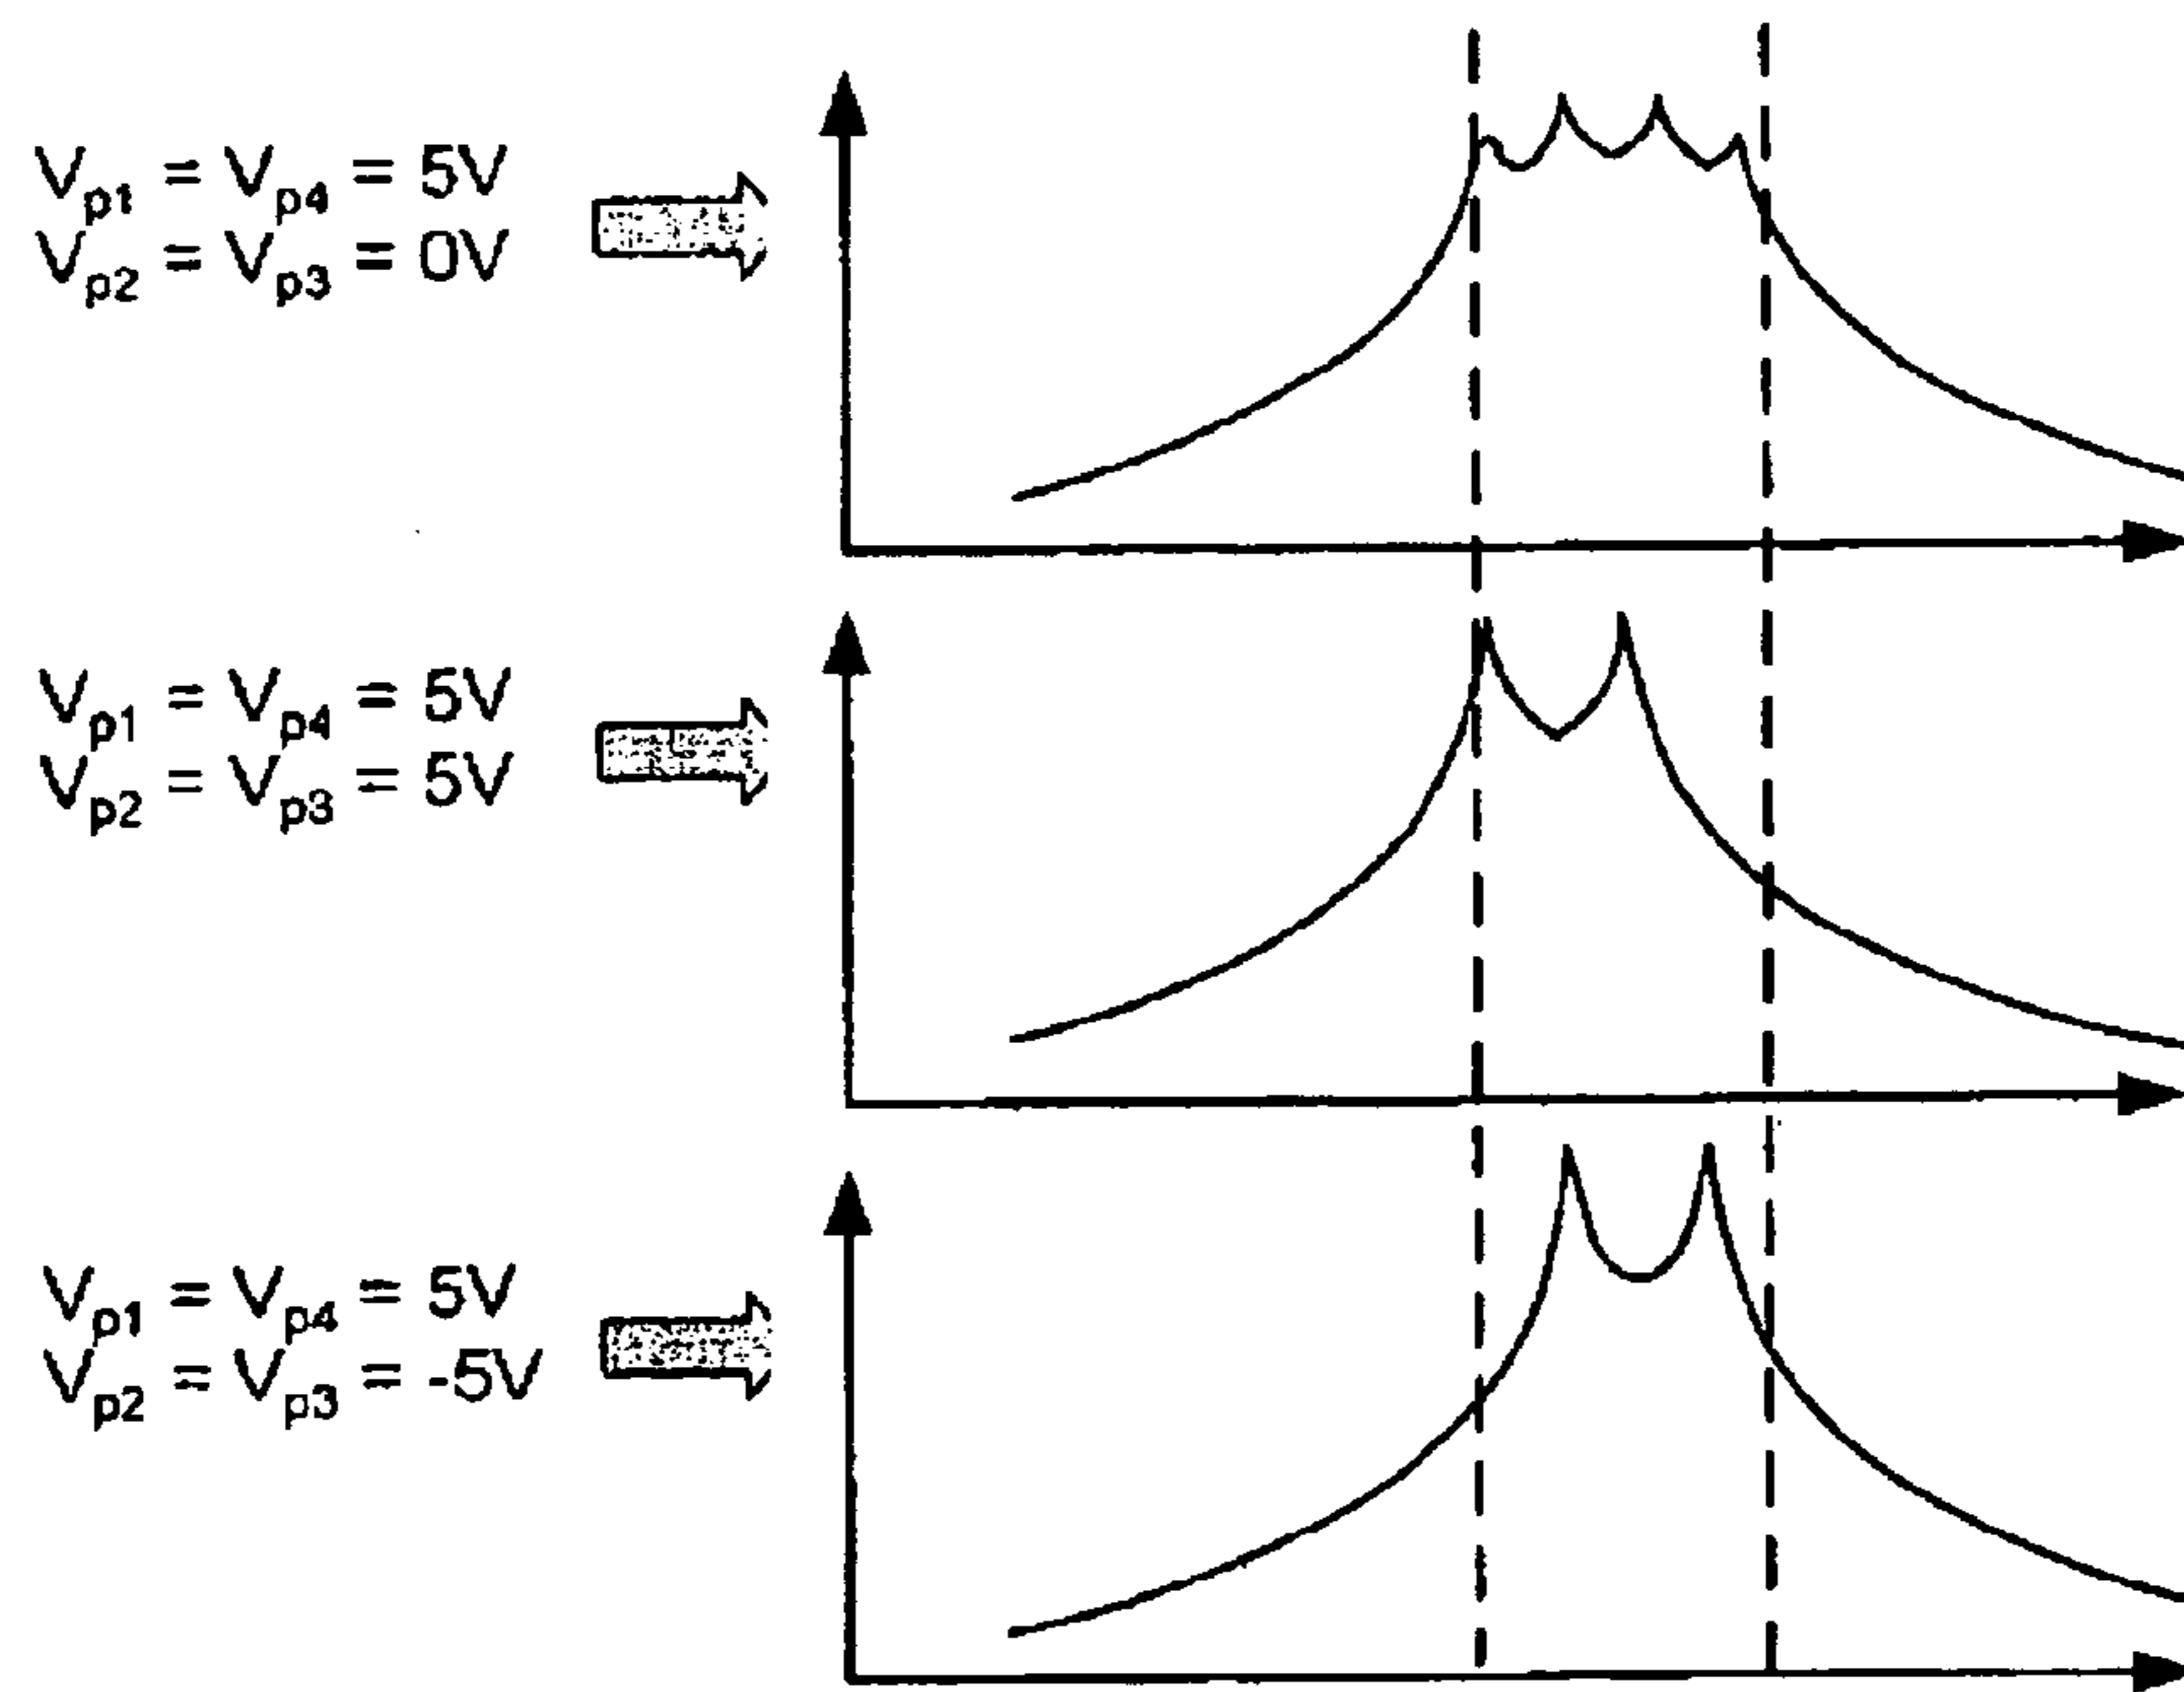 Vp1 = Vp4 = 5V
Vp2 = Vp3 = 0V
Vp1 = Vp4 = 5V
Vp2 = Vp3 = 5V
Vp1 = Vp4 = 5V
Vp2 = Vp3 = -5V